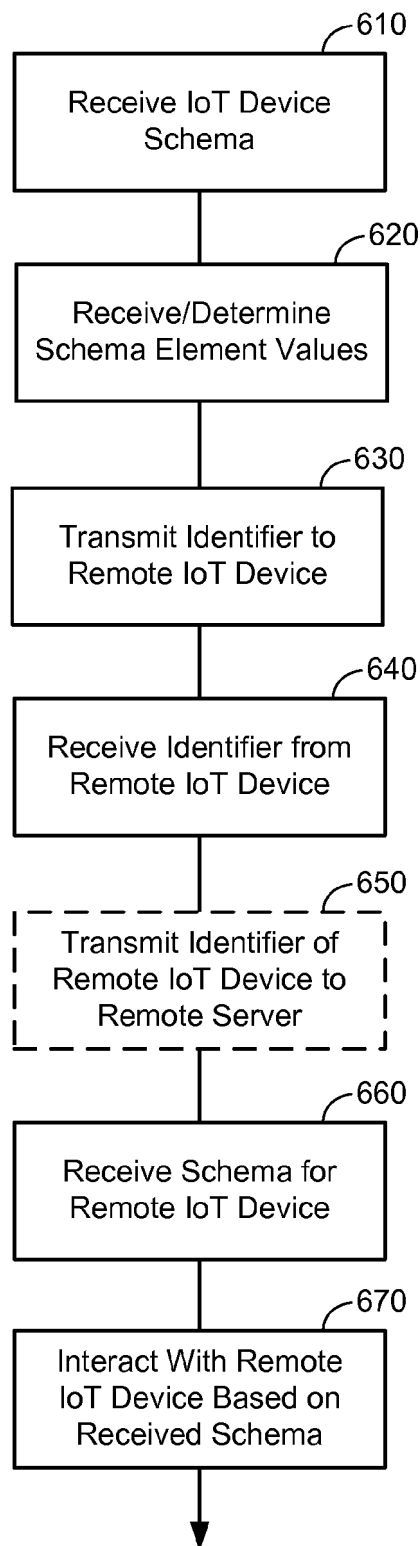 610
Receive IoT Device
Schema
620
Receive/Determine
Schema Element Values
630
Transmit Identifier to
Remote IoT Device
640
Receive Identifier from
Remote IoT Device
650
Transmit Identifier of
Remote IoT Device to
Remote Server
660
Receive Schema for
Remote IoT Device
670
Interact With Remote
IoT Device Based on
Received Schema